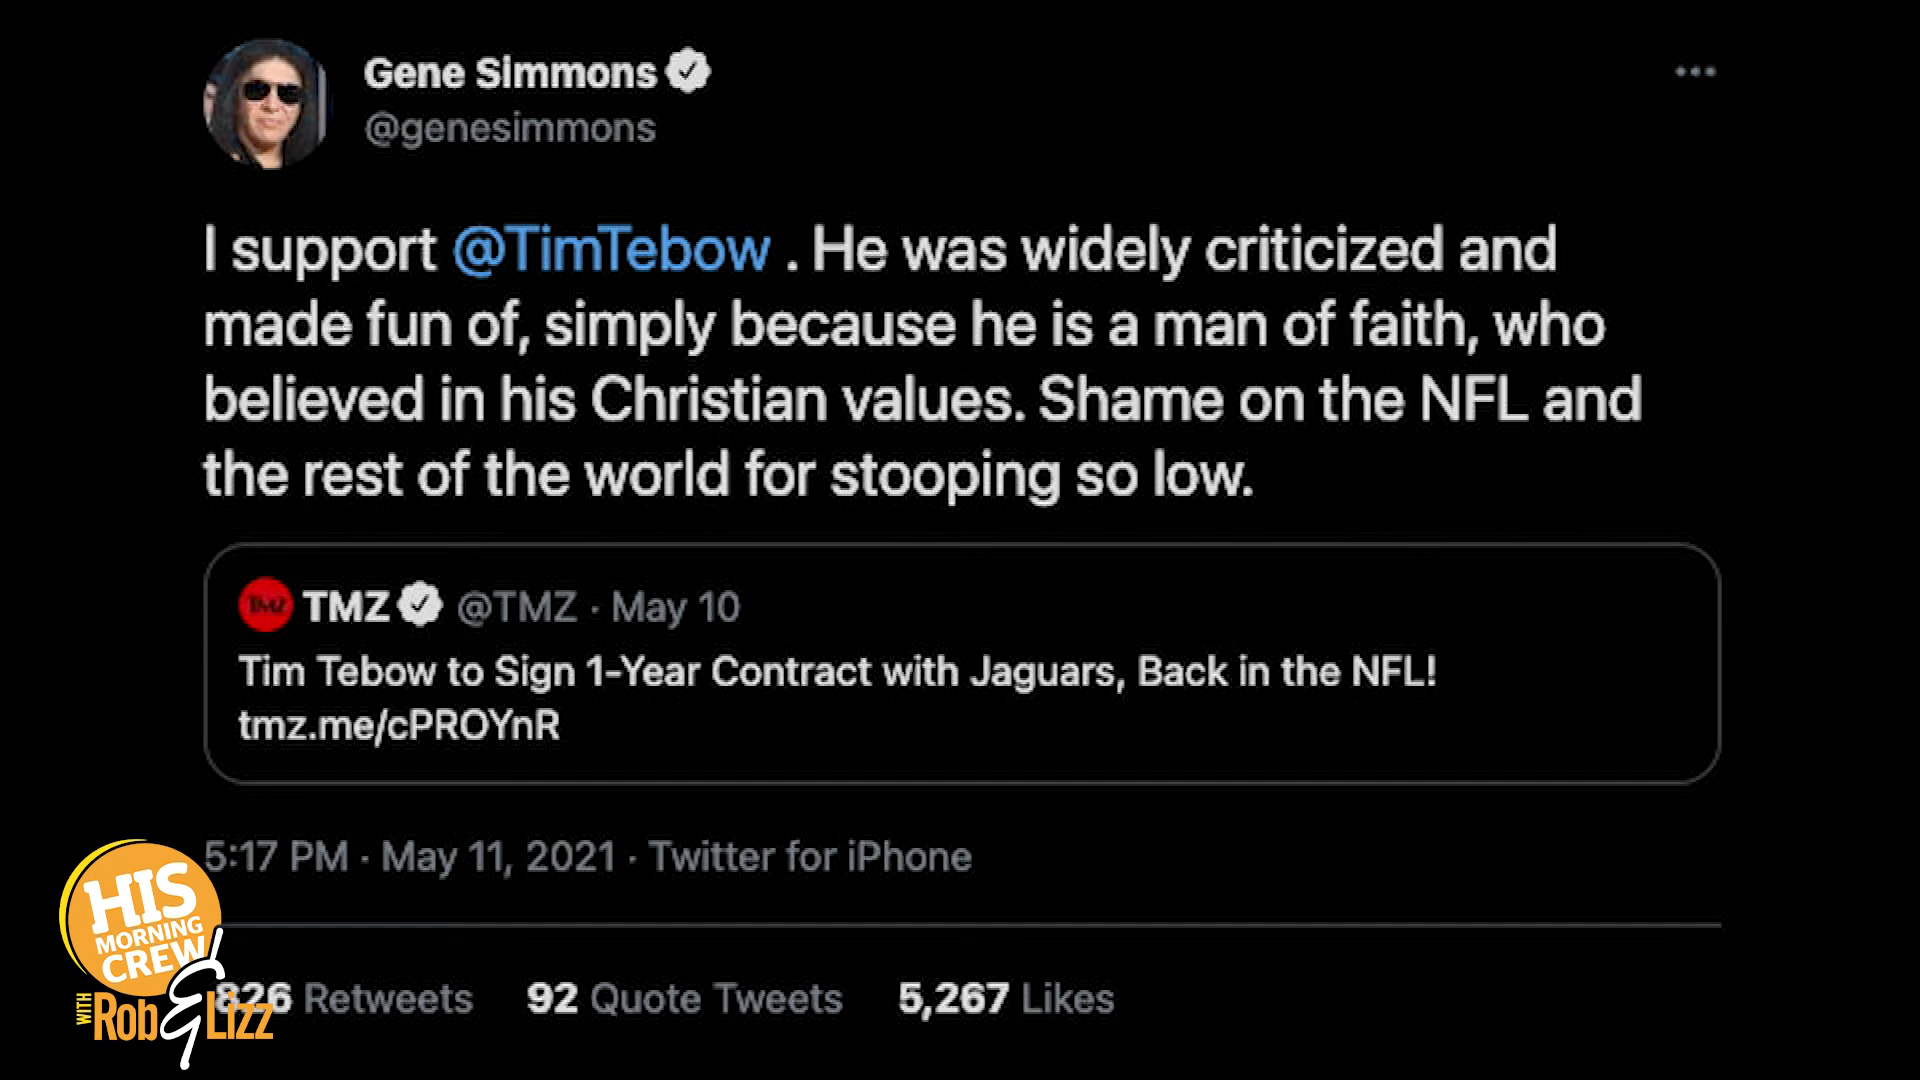 Gene Simmons
@genesimmons
I support @TimTebow . He was widely criticized and
made fun of, simply because he is a man of faith, who
believed in his Christian values. Shame on the NFL and
the rest of the world for stooping so low.
TMZ
TMZ @TMZ · May 10
Tim Tebow to Sign 1-Year Contract with Jaguars, Back in the NFL!
tmz.me/cPROYnR
5:17 PM · May 11, 2021 · Twitter for iPhone
826 Retweets 92 Quote Tweets 5,267 Likes
HIS
MORNING
CREW
WITH Rob & Lizz